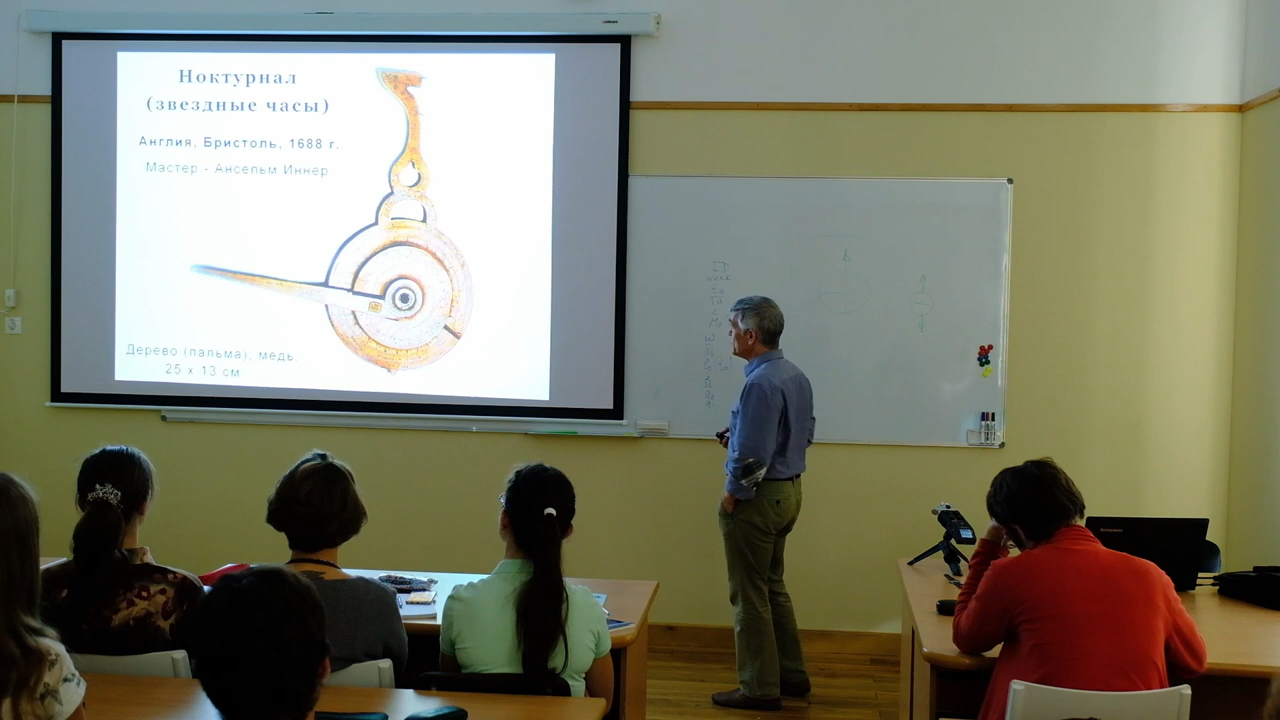 Ноктурнал
(звездные часы)
Англия, Бристоль, 1688 г.
Мастер - Ансельм Иннер
Дерево (пальма), медь.
25 х 13 см